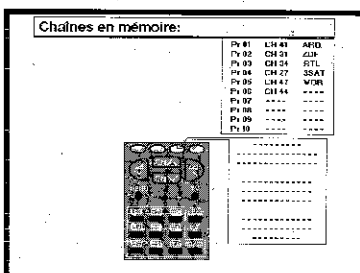 Chaînes en mémoire:
Pr 01 CH 41 ARD
Pr 02 CH 31 ZDF
Pr 03 CH 34 RTL
Pr 04 CH 27 3SAT
Pr 05 CH 47 WDR
Pr 06 CH 44 ----
Pr 07 ---- ----
Pr 08 ---- ----
Pr 09 ---- ----
Pr 10 ---- ----